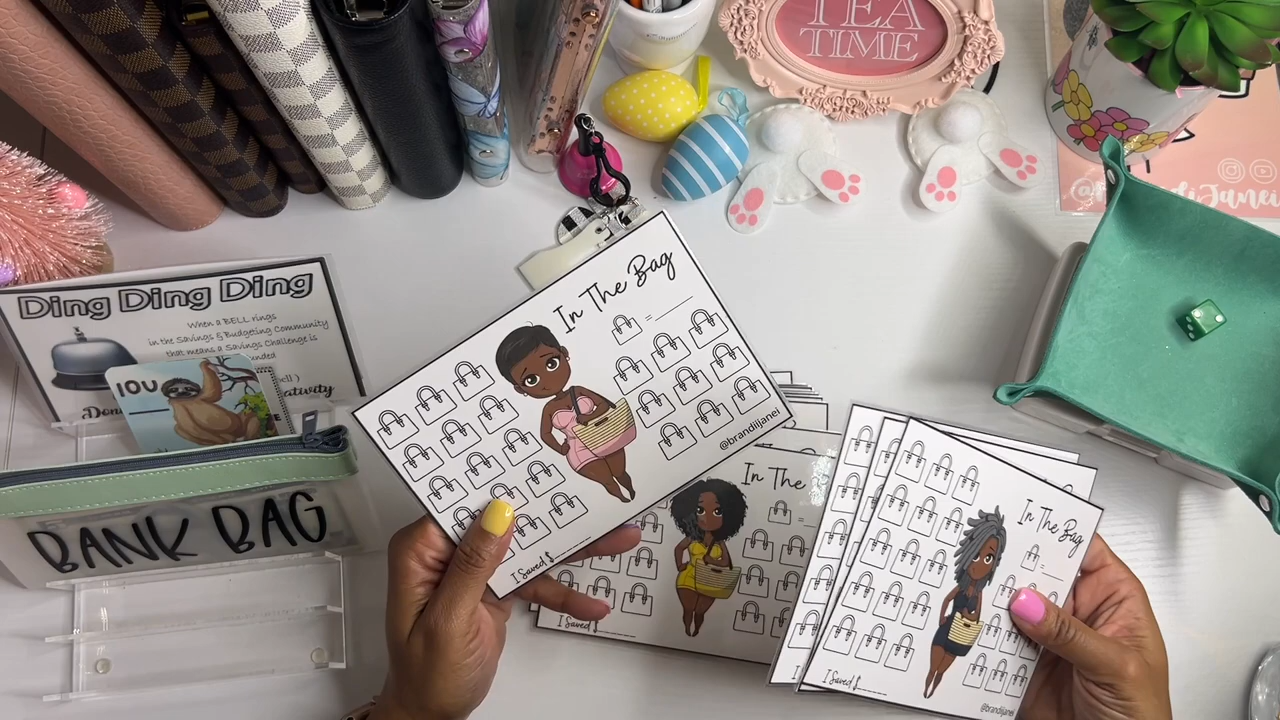 TEA
TIME
Ding Ding Ding
When a BELL rings
in the Savings & Budgeting Community
that means a Savings Challenge is
IOU
BANK BAG
In The Bag
=
I Saved $
@brandijanei
In The
=
I Saved $
In The Bag
=
I Saved $
@brandijanei